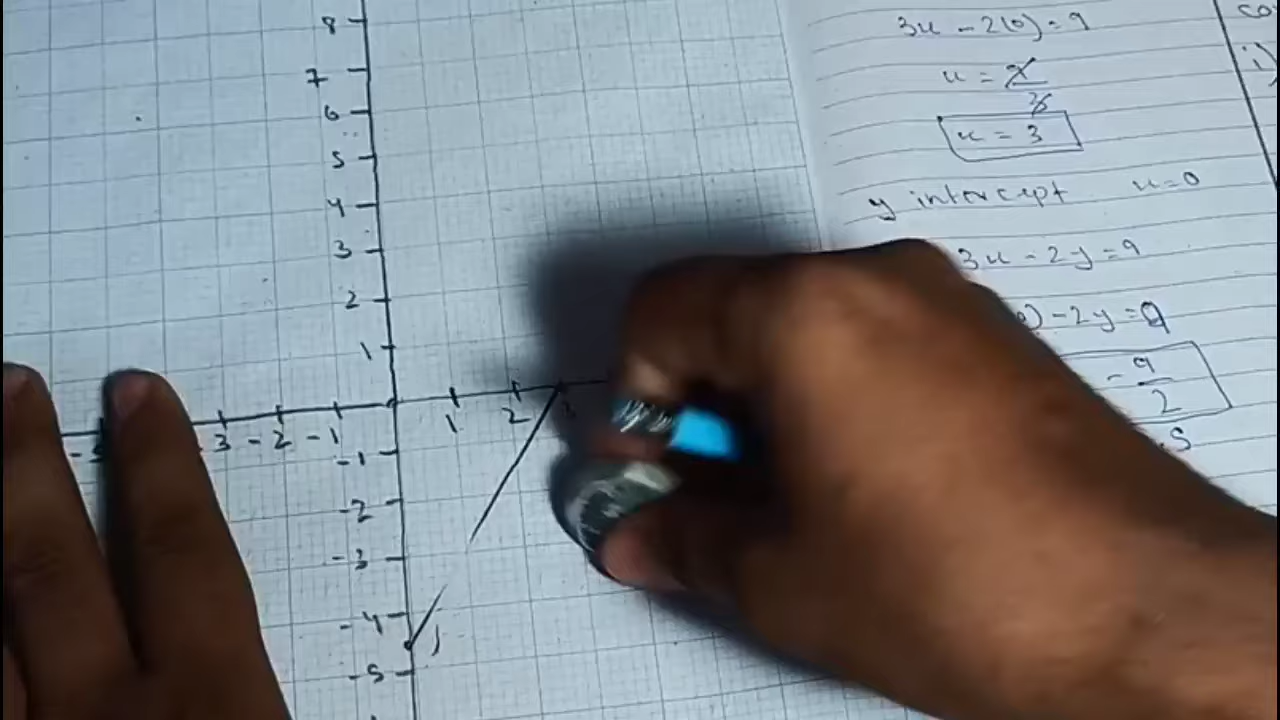 8
7
6
5
4
3
2
1
3 -2 -1 1 2
-1
-2
-3
-4
-5
3x - 2(0) = 9
x = 9/3
x = 3
y intercept x=0
3x - 2y = 9
) - 2y = 9
-9/2
.5
i)